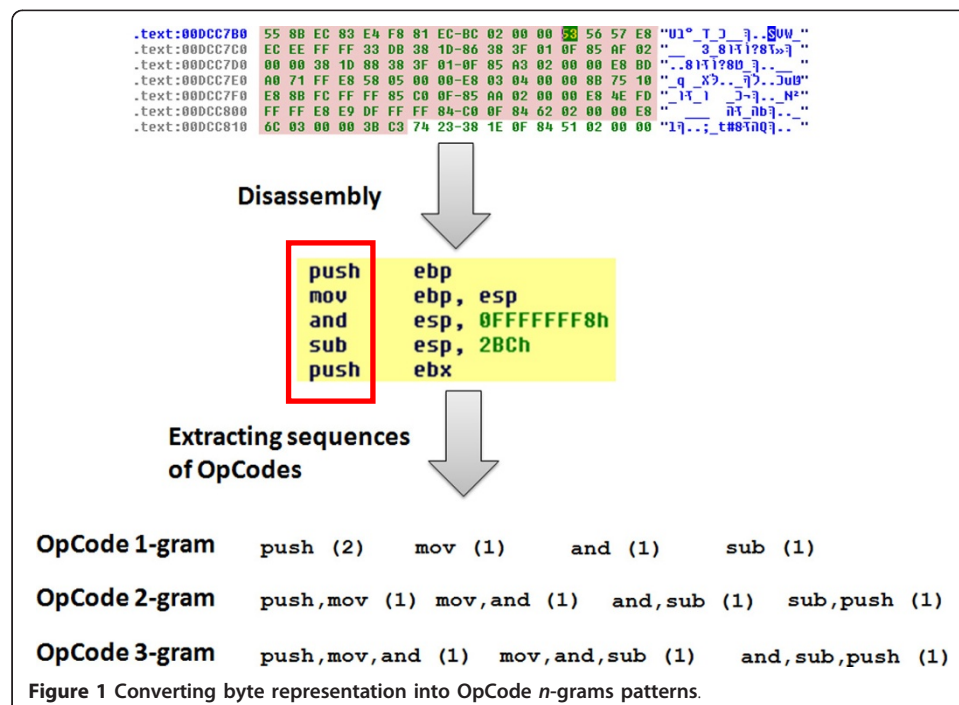 .text:00DCC7B0 55 8B EC 83 E4 F8 81 EC-BC 02 00 00 53 56 57 E8
.text:00DCC7C0 EC EE FF FF 33 DB 38 1D-86 38 3F 01 0F 85 AF 02
.text:00DCC7D0 00 00 38 1D 88 38 3F 01-0F 85 A3 02 00 00 E8 BD
.text:00DCC7E0 A0 71 FF E8 58 05 00 00-E8 03 04 00 00 8B 75 10
.text:00DCC7F0 E8 8B FC FF FF 85 C0 0F-85 AA 02 00 00 E8 4E FD
.text:00DCC800 FF FF E8 E9 DF FF FF 84-C0 0F 84 62 02 00 00 E8
.text:00DCC810 6C 03 00 00 3B C3 74 23-38 1E 0F 84 51 02 00 00
Disassembly
push ebp
mov ebp, esp
and esp, 0FFFFFFF8h
sub esp, 2BCh
push ebx
Extracting sequences
of OpCodes
OpCode 1-gram push (2) mov (1) and (1) sub (1)
OpCode 2-gram push,mov (1) mov,and (1) and,sub (1) sub,push (1)
OpCode 3-gram push,mov,and (1) mov,and,sub (1) and,sub,push (1)
Figure 1 Converting byte representation into OpCode n-grams patterns.